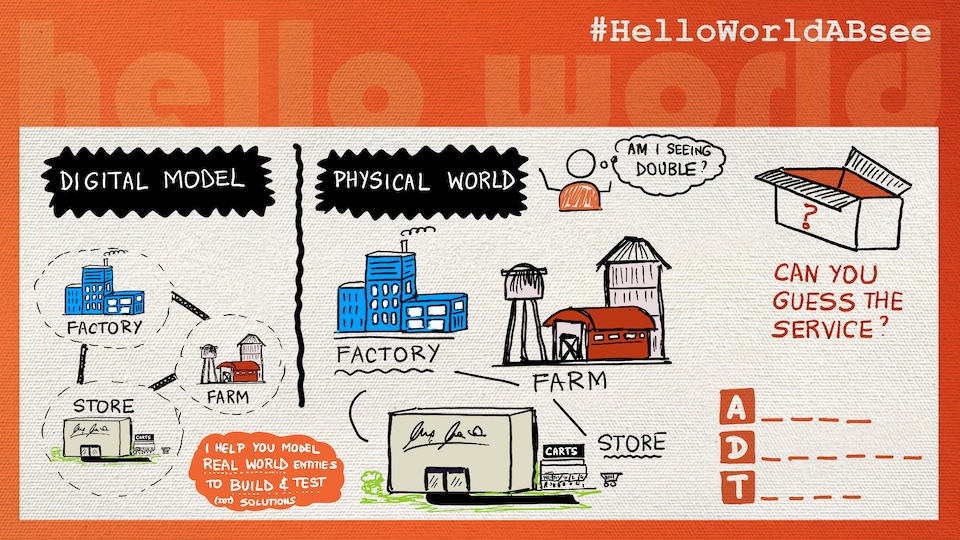 #HelloWorldABsee
hello world
DIGITAL MODEL
FACTORY
FARM
STORE
CARTS
I HELP YOU MODEL
REAL WORLD ENTITIES
TO BUILD & TEST
(IOT) SOLUTIONS
PHYSICAL WORLD
AM I SEEING
DOUBLE?
FACTORY
FARM
CARTS
STORE
?
CAN YOU
GUESS THE
SERVICE?
A _ _ _ _ _
D _ _ _ _ _ _ _
T _ _ _ _